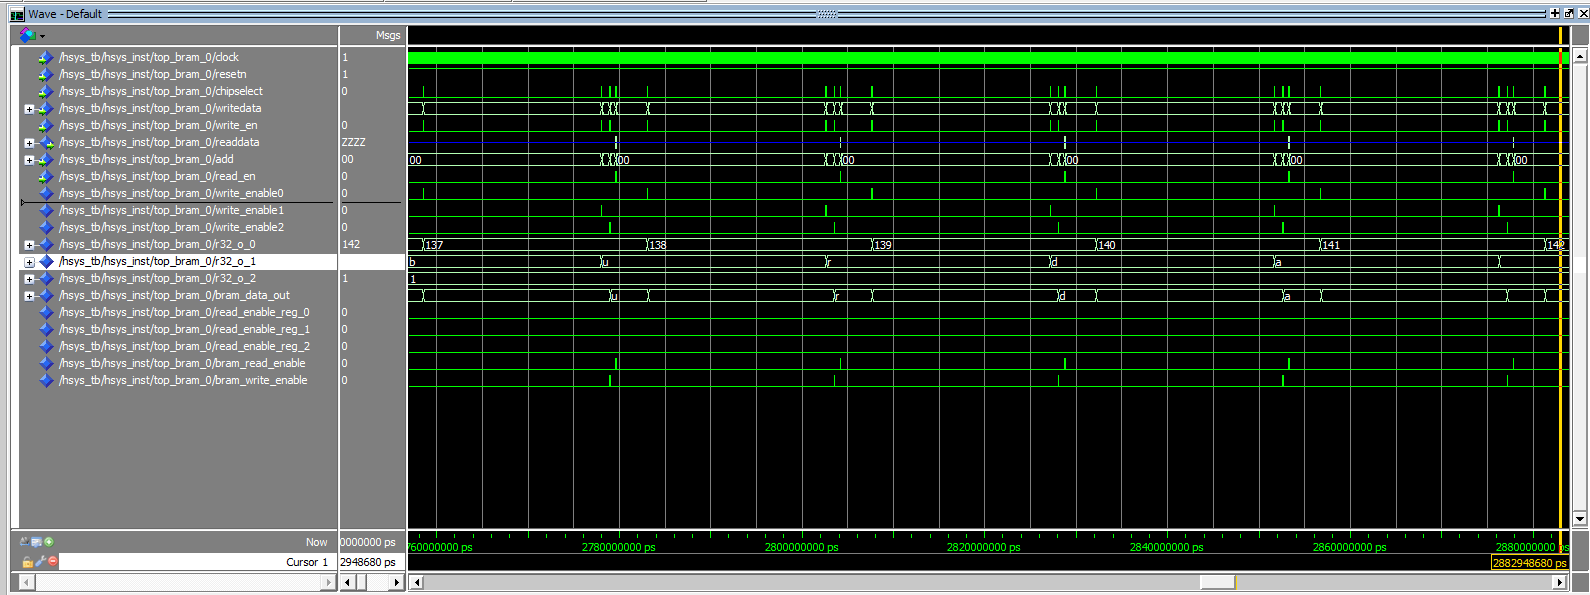 Wave - Default
Msgs
/hsys_tb/hsys_inst/top_bram_0/clock 1
/hsys_tb/hsys_inst/top_bram_0/resetn 1
/hsys_tb/hsys_inst/top_bram_0/chipselect 0
/hsys_tb/hsys_inst/top_bram_0/writedata
/hsys_tb/hsys_inst/top_bram_0/write_en 0
/hsys_tb/hsys_inst/top_bram_0/readdata ZZZZ
/hsys_tb/hsys_inst/top_bram_0/add 00 00 00 00 00 00 00
/hsys_tb/hsys_inst/top_bram_0/read_en 0
/hsys_tb/hsys_inst/top_bram_0/write_enable0 0
/hsys_tb/hsys_inst/top_bram_0/write_enable1 0
/hsys_tb/hsys_inst/top_bram_0/write_enable2 0
/hsys_tb/hsys_inst/top_bram_0/r32_o_0 142 137 138 139 140 141 142
/hsys_tb/hsys_inst/top_bram_0/r32_o_1 b u r d a
/hsys_tb/hsys_inst/top_bram_0/r32_o_2 1 1
/hsys_tb/hsys_inst/top_bram_0/bram_data_out u r d a
/hsys_tb/hsys_inst/top_bram_0/read_enable_reg_0 0
/hsys_tb/hsys_inst/top_bram_0/read_enable_reg_1 0
/hsys_tb/hsys_inst/top_bram_0/read_enable_reg_2 0
/hsys_tb/hsys_inst/top_bram_0/bram_read_enable 0
/hsys_tb/hsys_inst/top_bram_0/bram_write_enable 0
Now 0000000 ps 760000000 ps 2780000000 ps 2800000000 ps 2820000000 ps 2840000000 ps 2860000000 ps 2880000000 ps
Cursor 1 2948680 ps 2882948680 ps